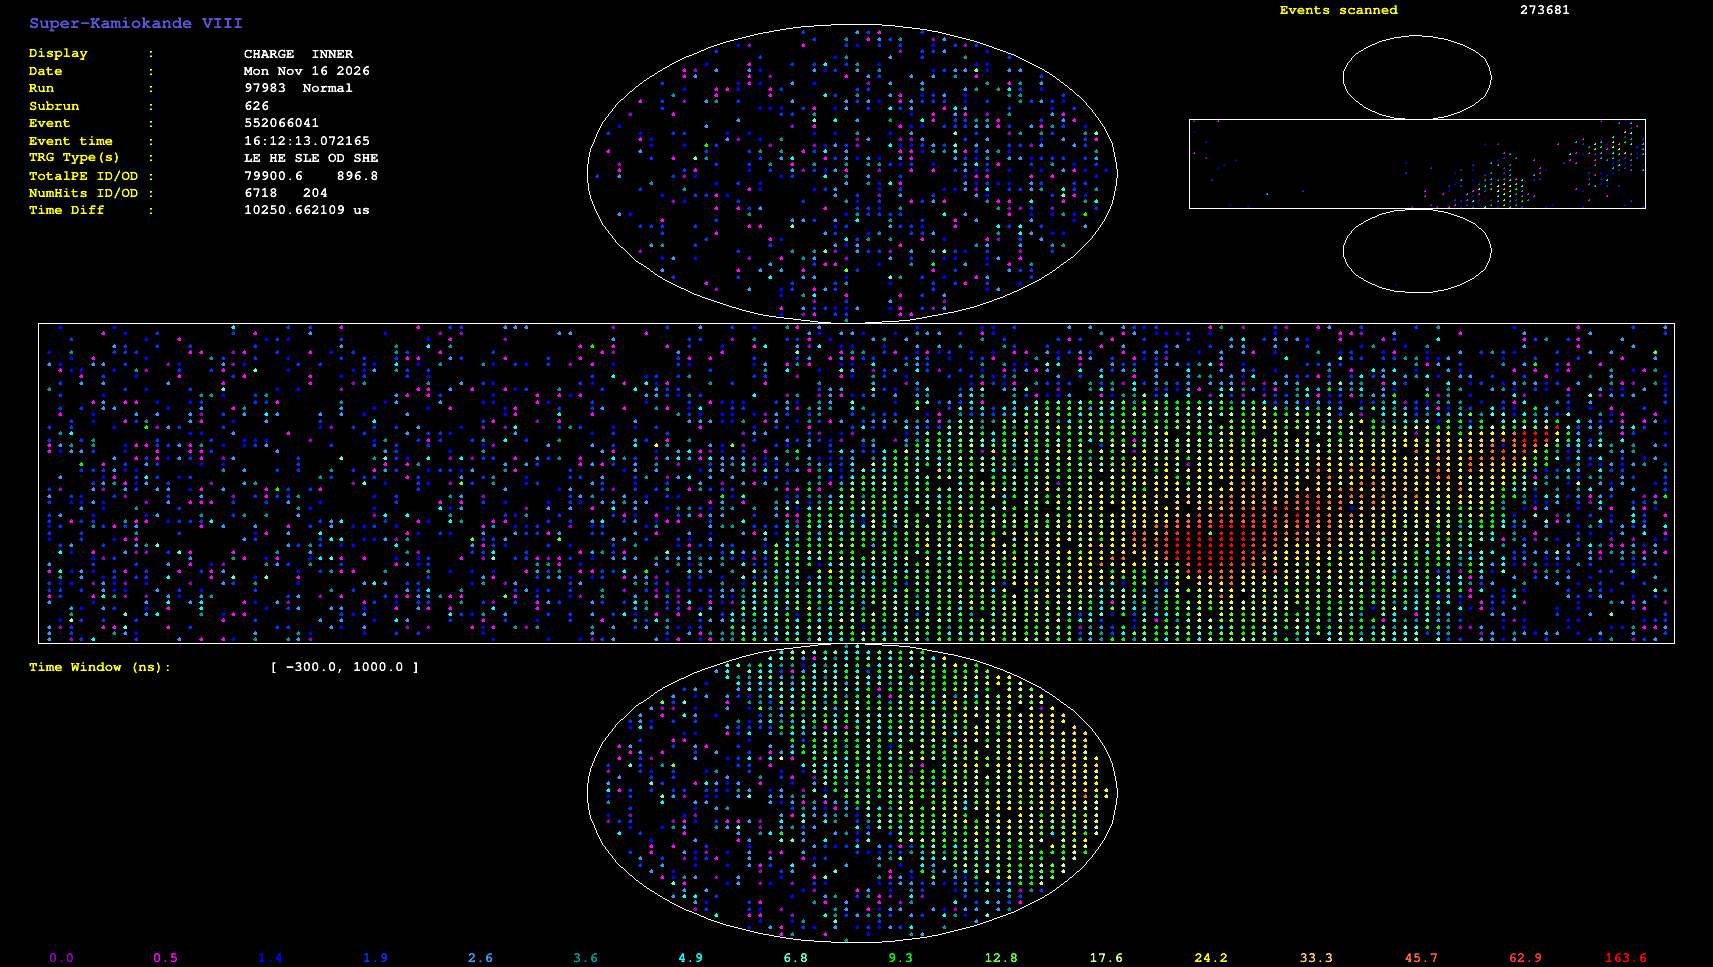 Super-Kamiokande VIII
Events scanned 273681
Display : CHARGE INNER
Date : Mon Nov 16 2026
Run : 97983 Normal
Subrun : 626
Event : 552066041
Event time : 16:12:13.072165
TRG Type(s) : LE HE SLE OD SHE
TotalPE ID/OD : 79900.6 896.8
NumHits ID/OD : 6718 204
Time Diff : 10250.662109 us
Time Window (ns): [ -300.0, 1000.0 ]
0.0 0.5 1.4 1.9 2.6 3.6 4.9 6.8 9.3 12.8 17.6 24.2 33.3 45.7 62.9 163.6